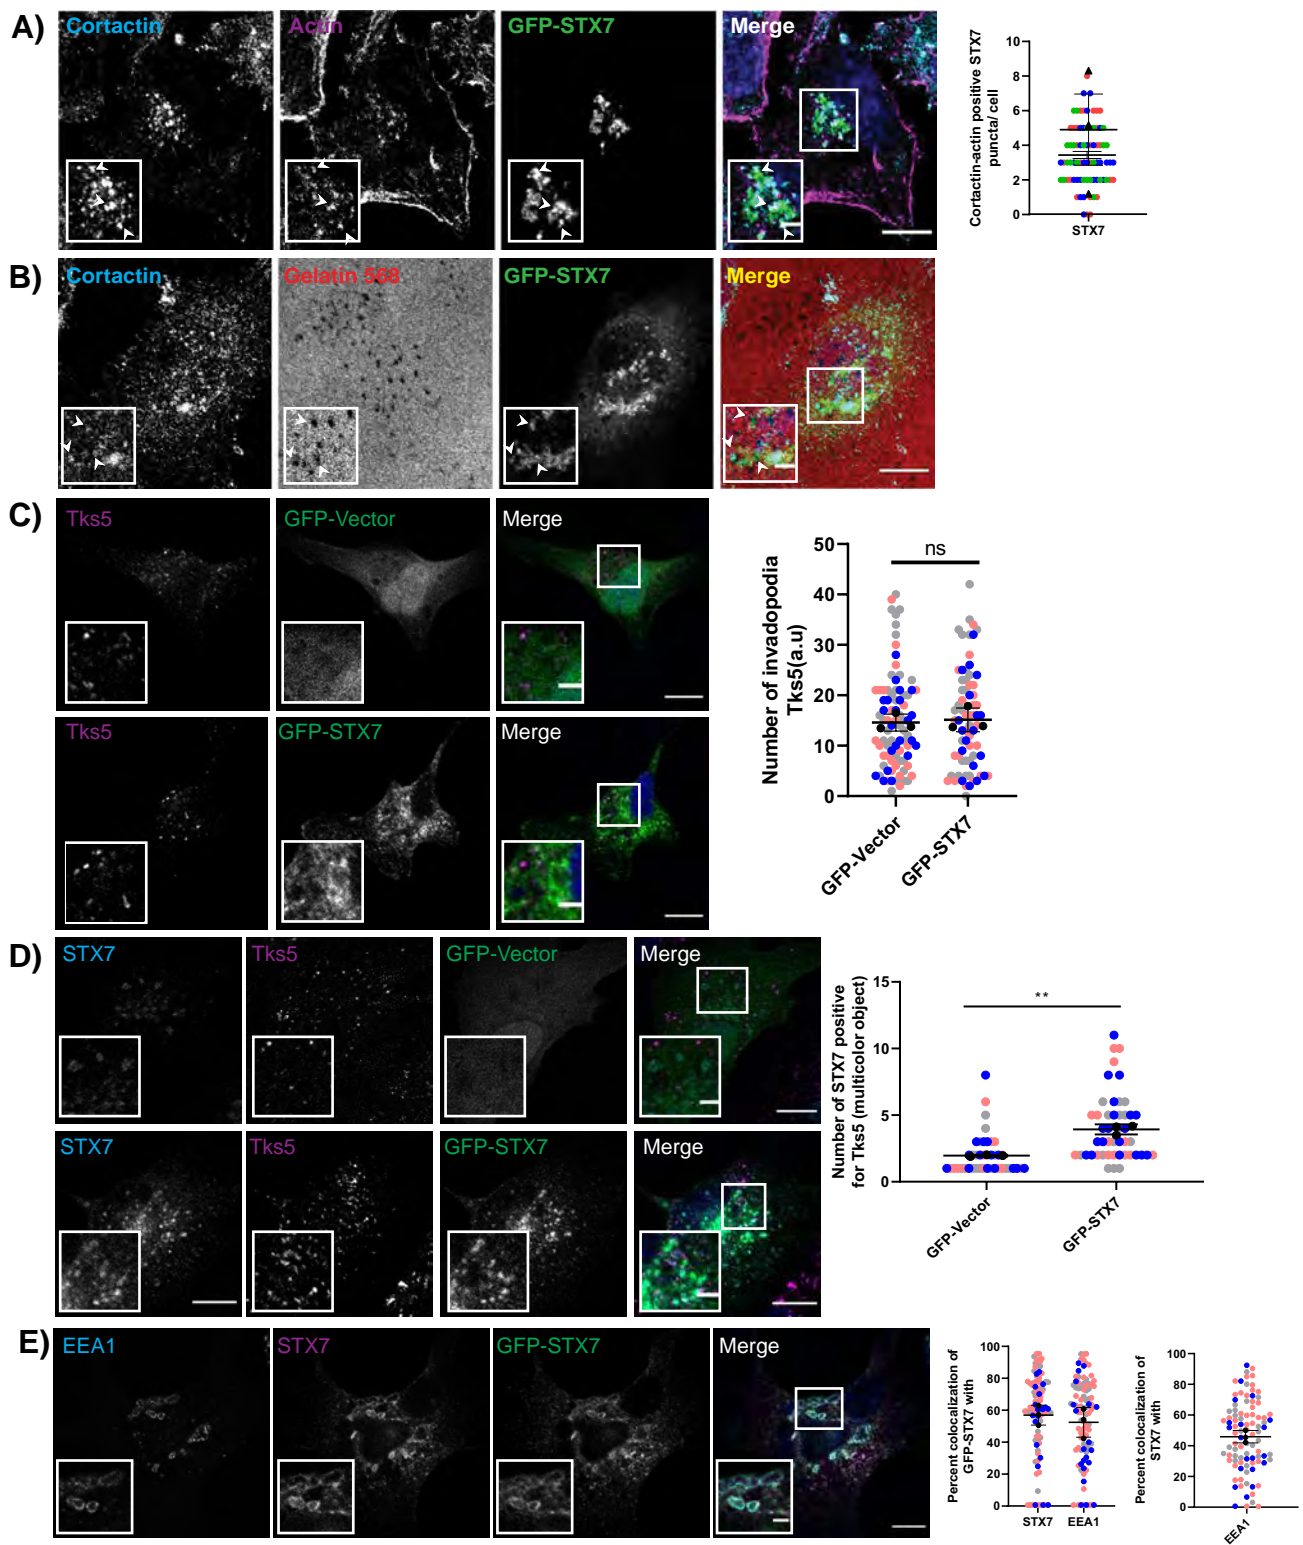 A)
Cortactin
Actin
GFP-STX7
Merge
Cortactin-actin positive STX7
puncta/ cell
10
8
6
4
2
0
STX7
B)
Cortactin
Gelatin 568
GFP-STX7
Merge
C)
Tks5
GFP-Vector
Merge
Tks5
GFP-STX7
Merge
Number of invadopodia
Tks5(a.u)
50
40
30
20
10
0
ns
GFP-Vector
GFP-STX7
D)
STX7
Tks5
GFP-Vector
Merge
STX7
Tks5
GFP-STX7
Merge
Number of STX7 positive
for Tks5 (multicolor object)
15
10
5
0
**
GFP-Vector
GFP-STX7
E)
EEA1
STX7
GFP-STX7
Merge
Percent colocalization of
GFP-STX7 with
100
80
60
40
20
0
STX7
EEA1
Percent colocalization of
STX7 with
100
80
60
40
20
0
EEA1